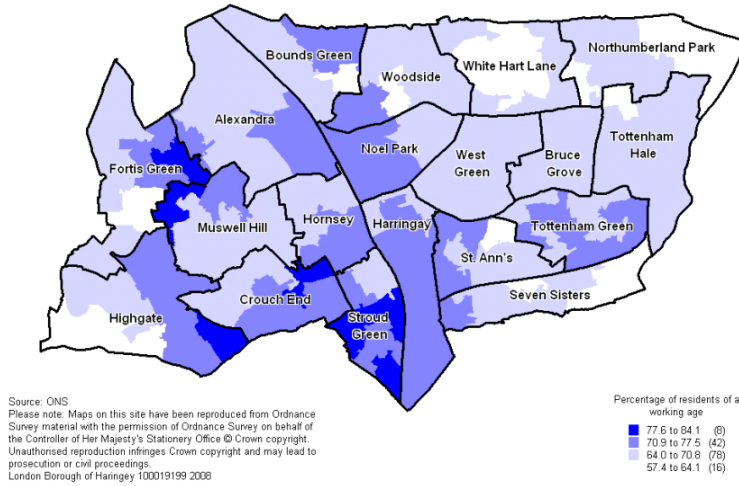 Bounds Green
Woodside
White Hart Lane
Northumberland Park
Alexandra
Noel Park
West
Green
Bruce
Grove
Tottenham
Hale
Fortis Green
Muswell Hill
Hornsey
Harringay
St. Ann's
Tottenham Green
Seven Sisters
Highgate
Crouch End
Stroud
Green
Source: ONS
Please note: Maps on this site have been reproduced from Ordnance
Survey material with the permission of Ordnance Survey on behalf of
the Controller of Her Majesty's Stationery Office © Crown copyright.
Unauthorised reproduction infringes Crown copyright and may lead to
prosecution or civil proceedings.
London Borough of Haringey 100019199 2008
Percentage of residents of a
working age
77.6 to 84.1 (8)
70.9 to 77.5 (42)
64.0 to 70.8 (78)
57.4 to 64.1 (16)